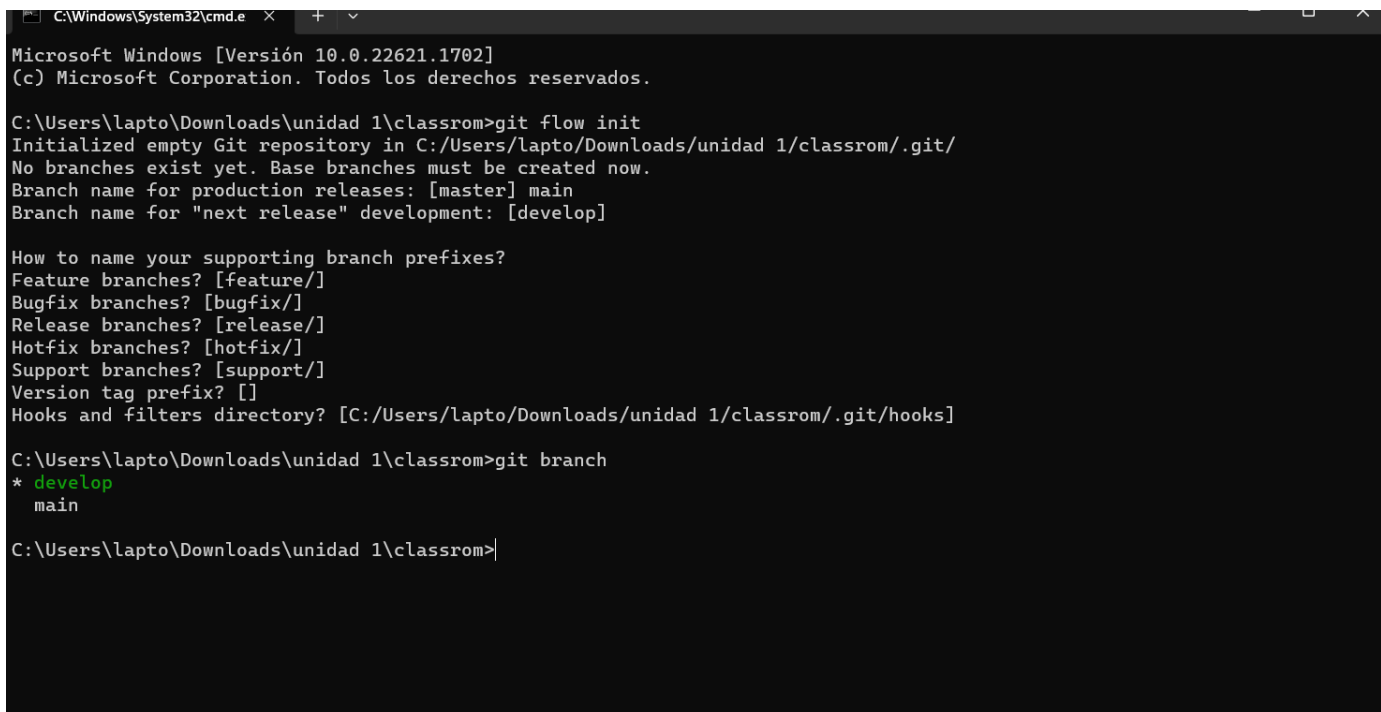 C:\Windows\System32\cmd.e
Microsoft Windows [Versión 10.0.22621.1702]
(c) Microsoft Corporation. Todos los derechos reservados.
C:\Users\lapto\Downloads\unidad 1\classrom>git flow init
Initialized empty Git repository in C:/Users/lapto/Downloads/unidad 1/classrom/.git/
No branches exist yet. Base branches must be created now.
Branch name for production releases: [master] main
Branch name for "next release" development: [develop]
How to name your supporting branch prefixes?
Feature branches? [feature/]
Bugfix branches? [bugfix/]
Release branches? [release/]
Hotfix branches? [hotfix/]
Support branches? [support/]
Version tag prefix? []
Hooks and filters directory? [C:/Users/lapto/Downloads/unidad 1/classrom/.git/hooks]
C:\Users\lapto\Downloads\unidad 1\classrom>git branch
* develop
main
C:\Users\lapto\Downloads\unidad 1\classrom>